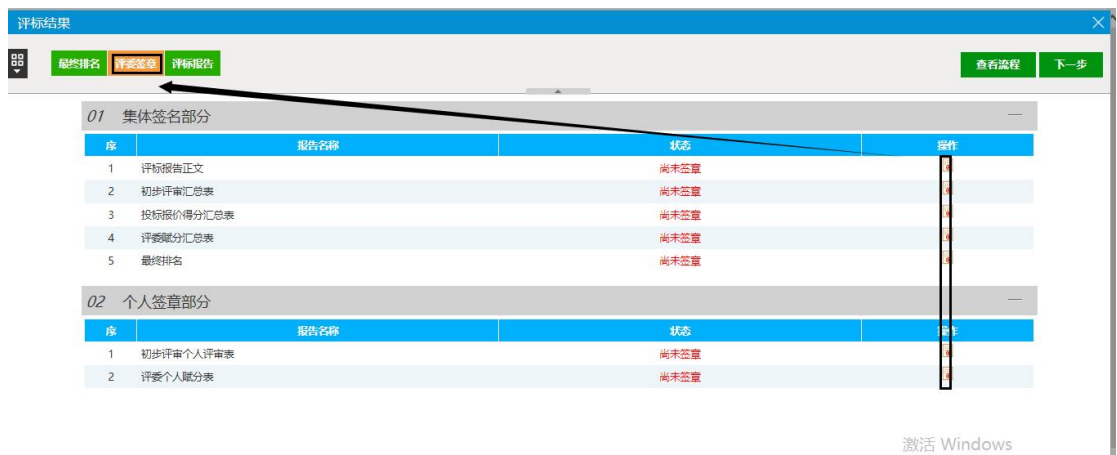 评标结果
最终排名 评委签章 评标报告 查看流程 下一步
01 集体签名部分
序 报告名称 状态 操作
1 评标报告正文 尚未签章
2 初步评审汇总表 尚未签章
3 投标报价得分汇总表 尚未签章
4 评委赋分汇总表 尚未签章
5 最终排名 尚未签章
02 个人签章部分
序 报告名称 状态 操作
1 初步评审个人评审表 尚未签章
2 评委个人赋分表 尚未签章
激活 Windows